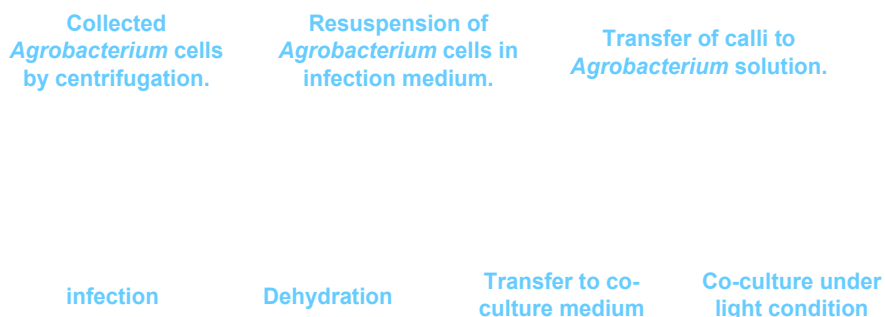 Collected
Agrobacterium cells
by centrifugation.
Resuspension of
Agrobacterium cells in
infection medium.
Transfer of calli to
Agrobacterium solution.
infection
Dehydration
Transfer to co-
culture medium
Co-culture under
light condition